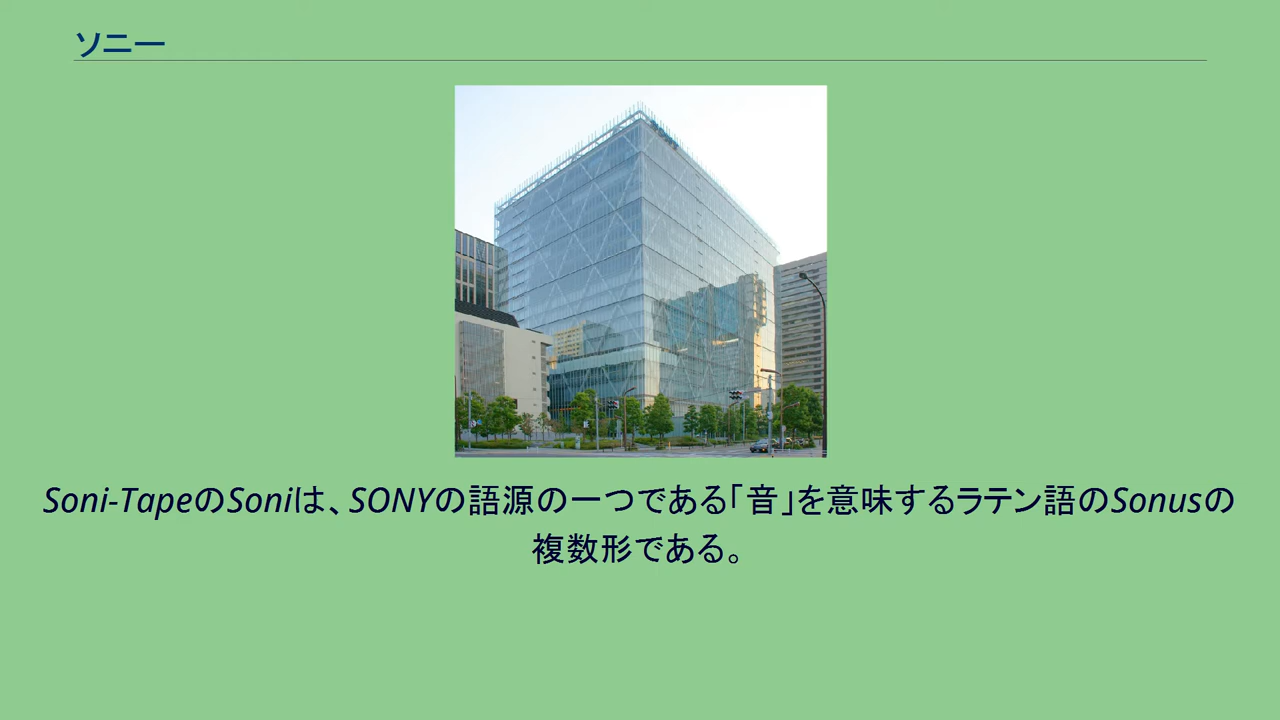 ソニー
Soni-TapeのSoniは、SONYの語源の一つである「音」を意味するラテン語のSonusの
複数形である。